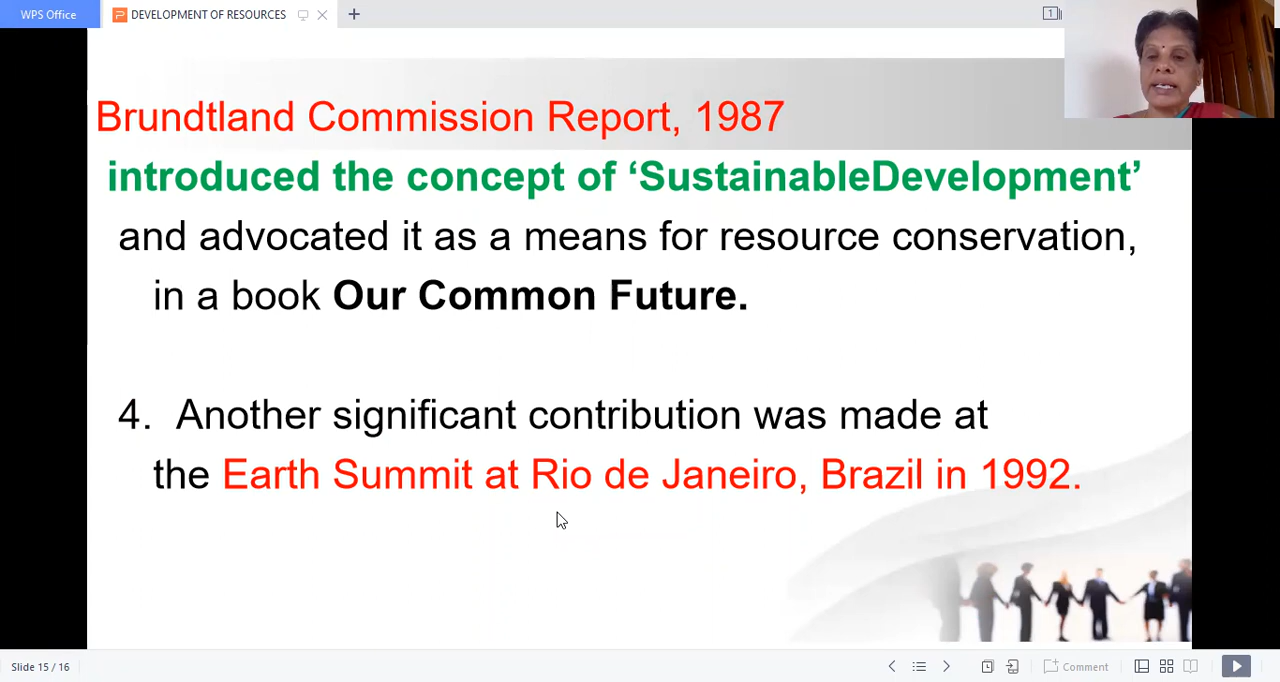 WPS Office
DEVELOPMENT OF RESOURCES
1
Brundtland Commission Report, 1987
introduced the concept of ‘SustainableDevelopment’
and advocated it as a means for resource conservation,
in a book Our Common Future.
4. Another significant contribution was made at
the Earth Summit at Rio de Janeiro, Brazil in 1992.
Slide 15 / 16
Comment